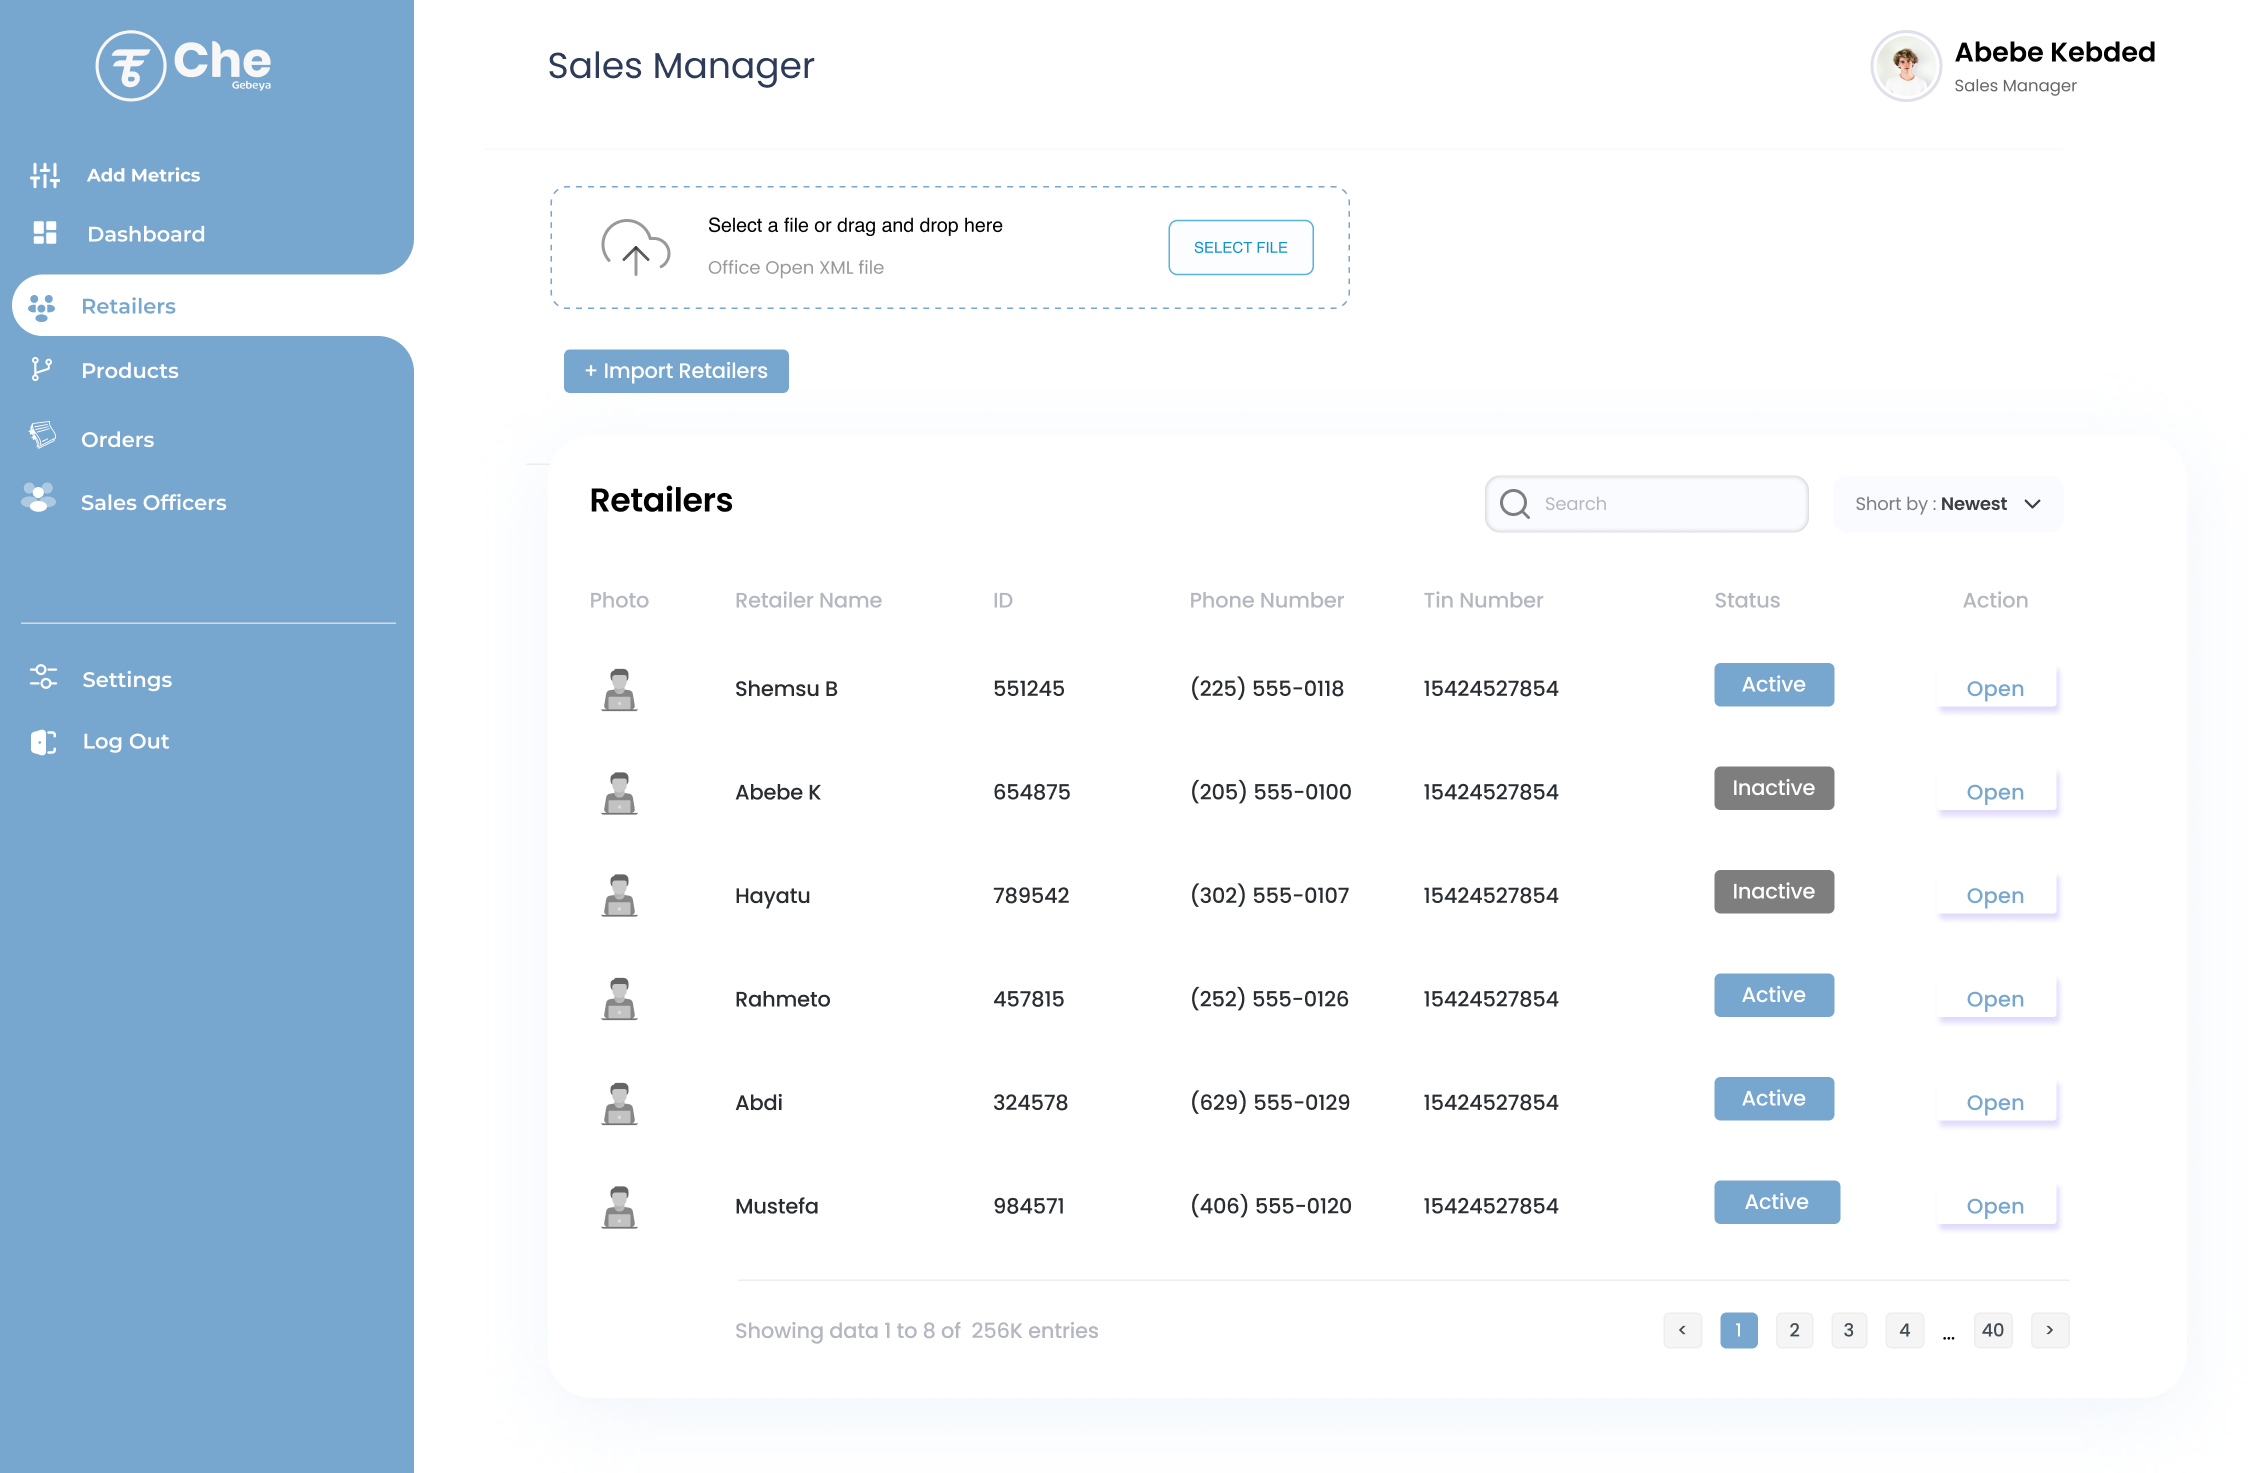 Che
Gebeya
Sales Manager
Abebe Kebded
Sales Manager
Add Metrics
Dashboard
Retailers
Products
Orders
Sales Officers
Settings
Log Out
Select a file or drag and drop here
Office Open XML file
SELECT FILE
+ Import Retailers
Retailers
Search
Short by : Newest
Photo Retailer Name ID Phone Number Tin Number Status Action
Shemsu B 551245 (225) 555-0118 15424527854 Active Open
Abebe K 654875 (205) 555-0100 15424527854 Inactive Open
Hayatu 789542 (302) 555-0107 15424527854 Inactive Open
Rahmeto 457815 (252) 555-0126 15424527854 Active Open
Abdi 324578 (629) 555-0129 15424527854 Active Open
Mustefa 984571 (406) 555-0120 15424527854 Active Open
Showing data 1 to 8 of 256K entries
< 1 2 3 4 ... 40 >